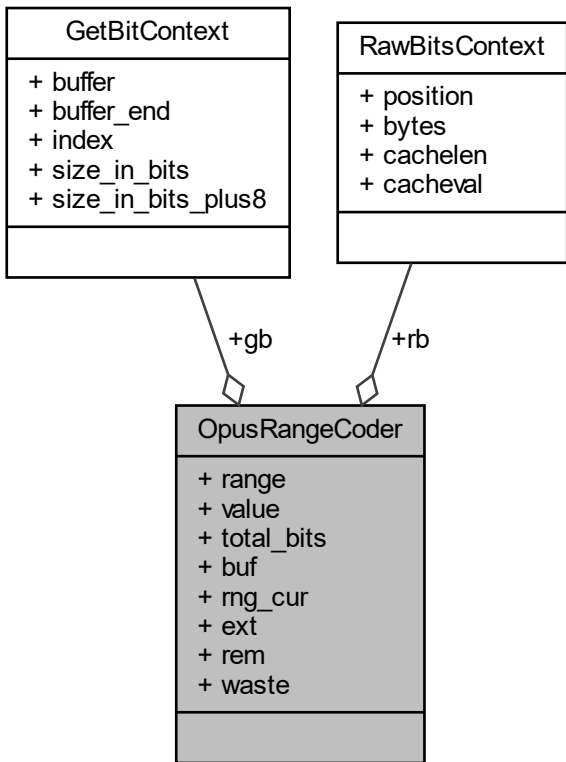 GetBitContext
+ buffer
+ buffer_end
+ index
+ size_in_bits
+ size_in_bits_plus8
RawBitsContext
+ position
+ bytes
+ cachelen
+ cacheval
+gb
+rb
OpusRangeCoder
+ range
+ value
+ total_bits
+ buf
+ rng_cur
+ ext
+ rem
+ waste